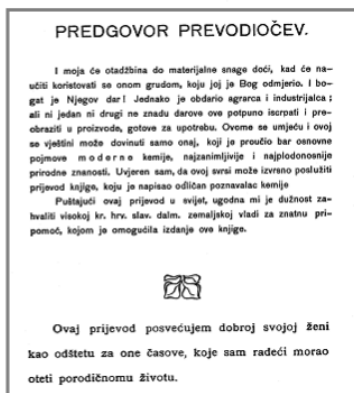 PREDGOVOR PREVODIOČEV.
I moja će otadžbina do materijalne snage doći, kad će na-
učiti koristovati se onom grudom, koju joj je Bog odmjerio. I bo-
gat je Njegov dar! Jednako je obdario agrarca i industrijalca;
ali ni jedan ni drugi ne znadu darove ove potpuno iscrpati i pre-
obraziti u proizvode, gotove za upotrebu. Ovome se umjeću i ovoj
se vještini može dovinuti samo onaj, koji je proučio bar osnovne
pojmove moderne kemije, najzanimljivije i najplodonosnije
prirodne znanosti. Uvjeren sam, da ovoj svrsi može izvrsno poslužiti
prijevod knjige, koju je napisao odličan poznavalac kemije
Puštajući ovaj prijevod u svijet, ugodna mi je dužnost za-
hvaliti visokoj kr. hrv. slav. dalm. zemaljskoj vladi za znatnu pri-
pomoć, kojom je omogućila izdanje ove knjige.
Ovaj prijevod posvećujem dobroj svojoj ženi
kao odštetu za one časove, koje sam radeći morao
oteti porodičnomu životu.